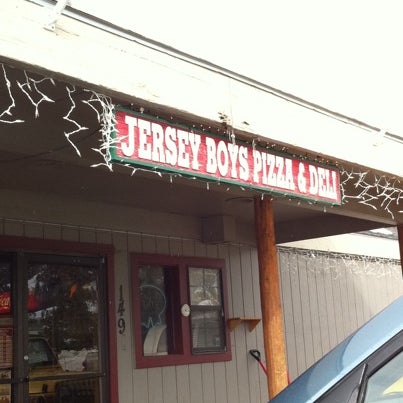 JERSEY BOYS PIZZA & DELI
149